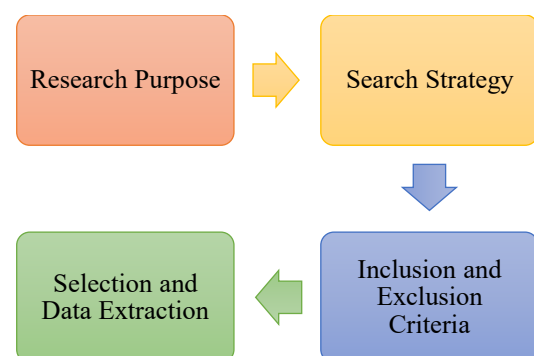 Research Purpose
Search Strategy
Inclusion and
Exclusion
Criteria
Selection and
Data Extraction